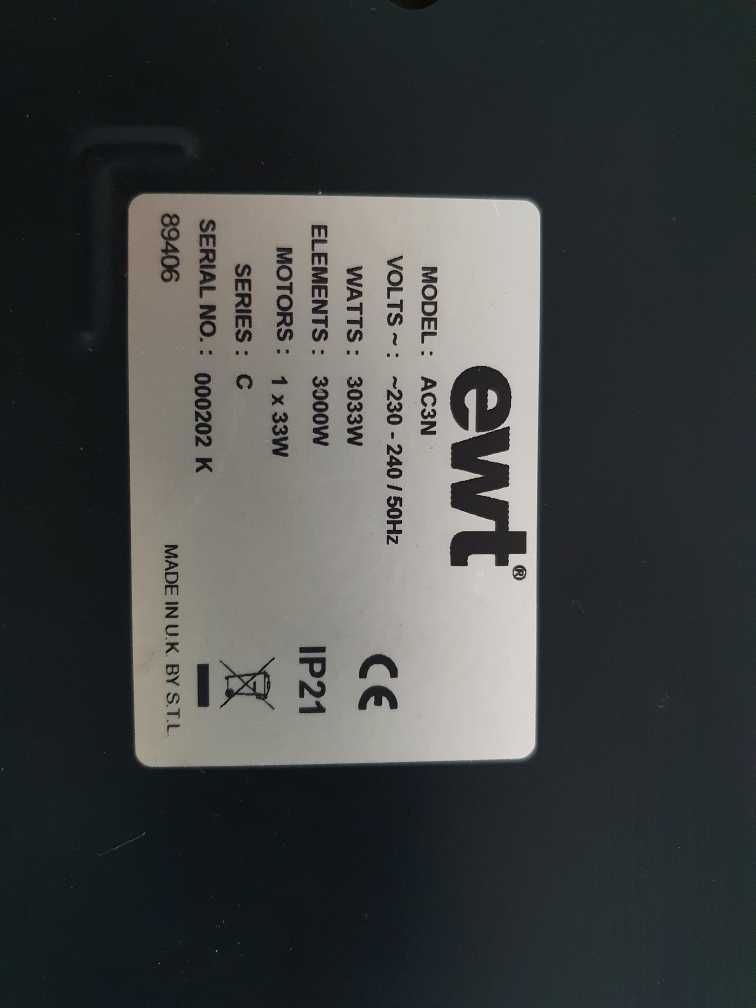 ewt®
MODEL : AC3N
VOLTS ~ : ~230 - 240 / 50Hz
WATTS : 3033W
ELEMENTS : 3000W
MOTORS : 1 x 33W
SERIES : C
SERIAL NO. : 000202 K
CE
IP21
89406
MADE IN U.K. BY S.T.L.